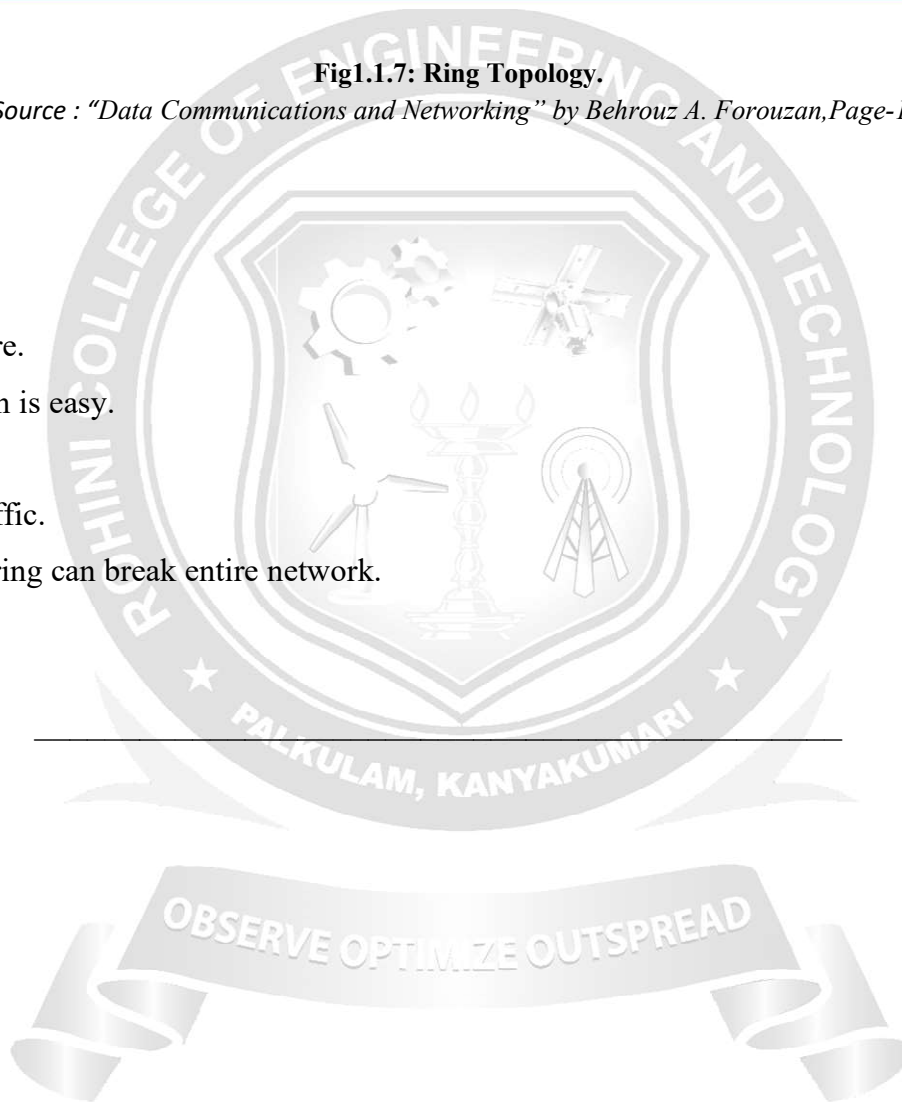 Fig1.1.7: Ring Topology.
Source : “Data Communications and Networking” by Behrouz A. Forouzan,Page-1
re.
n is easy.
ffic.
ring can break entire network.
ROHINI COLLEGE OF ENGINEERING AND TECHNOLOGY
PALKULAM, KANYAKUMARI
OBSERVE OPTIMIZE OUTSPREAD